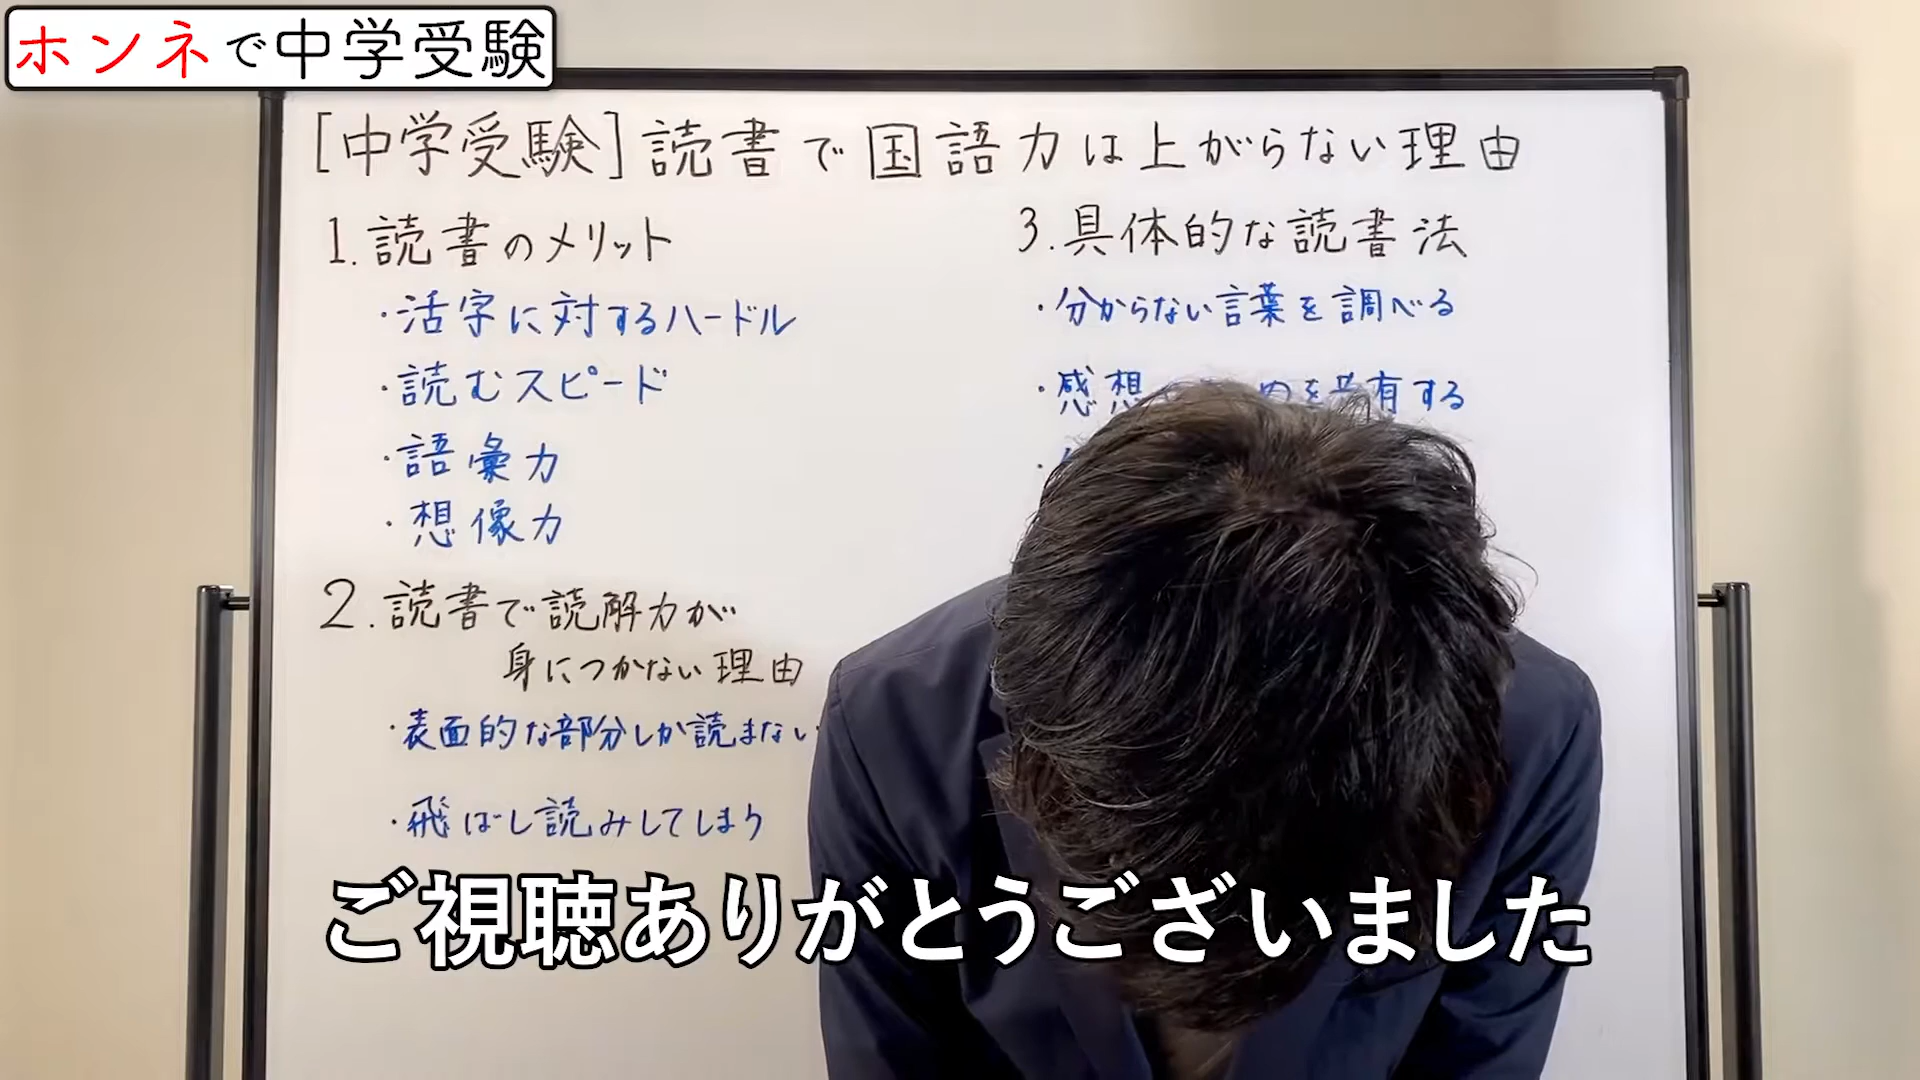 ホンネで中学受験
[中学受験]読書で国語力は上がらない理由
1.読書のメリット
・活字に対するハードル
・読むスピード
・語彙力
・想像力
2.読書で読解力が
身につかない理由
・表面的な部分しか読まない
・飛ばし読みしてしまう
3.具体的な読書法
・分からない言葉を調べる
・感想 を共有する
ご視聴ありがとうございました